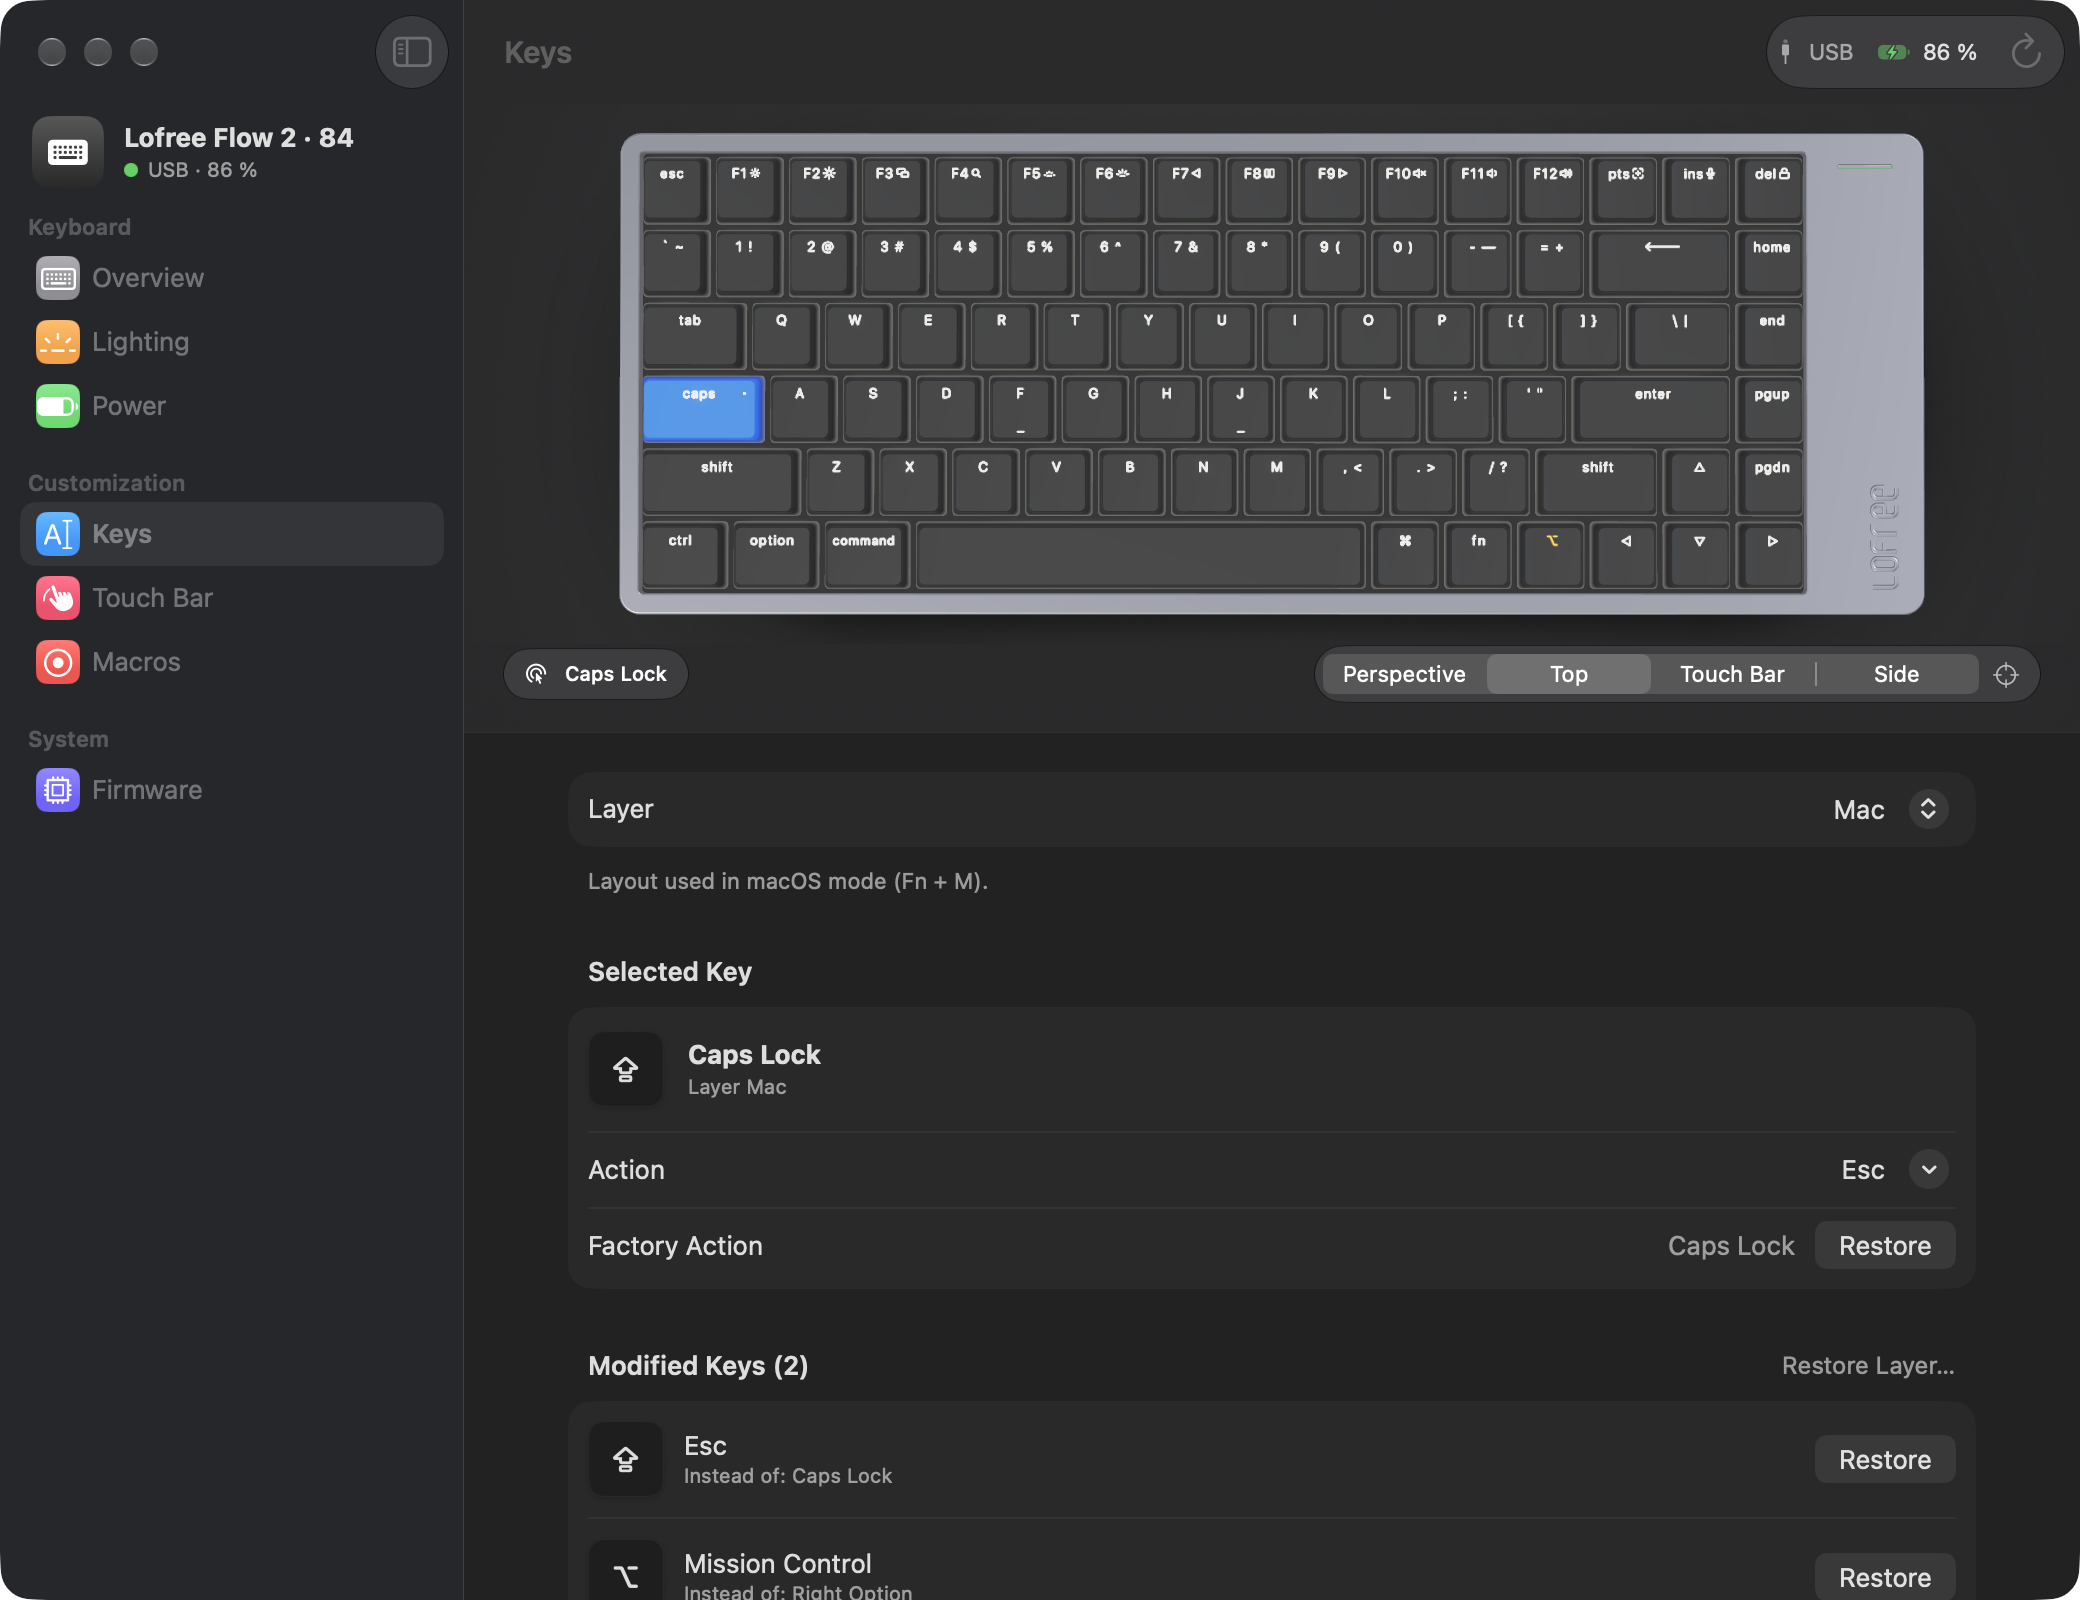 Keys
USB 86 %
Lofree Flow 2 · 84
USB · 86 %
Keyboard
Overview
Lighting
Power
Customization
Keys
Touch Bar
Macros
System
Firmware
esc F1 F2 F3 F4 F5 F6 F7 F8 F9 F10 F11 F12 pts ins del
` ~ 1 ! 2 @ 3 # 4 $ 5 % 6 ^ 7 & 8 * 9 ( 0 ) - — = + ← home
tab Q W E R T Y U I O P [ { ] } \ | end
caps A S D F G H J K L ; : ' " enter pgup
shift Z X C V B N M , < . > / ? shift △ pgdn
ctrl option command ⌘ fn ⌥ ◁ ▽ ▷
LOFREE
Caps Lock
Perspective Top Touch Bar Side
Layer Mac
Layout used in macOS mode (Fn + M).
Selected Key
Caps Lock
Layer Mac
Action Esc
Factory Action Caps Lock Restore
Modified Keys (2) Restore Layer...
Esc
Instead of: Caps Lock
Restore
Mission Control
Instead of: Right Option
Restore